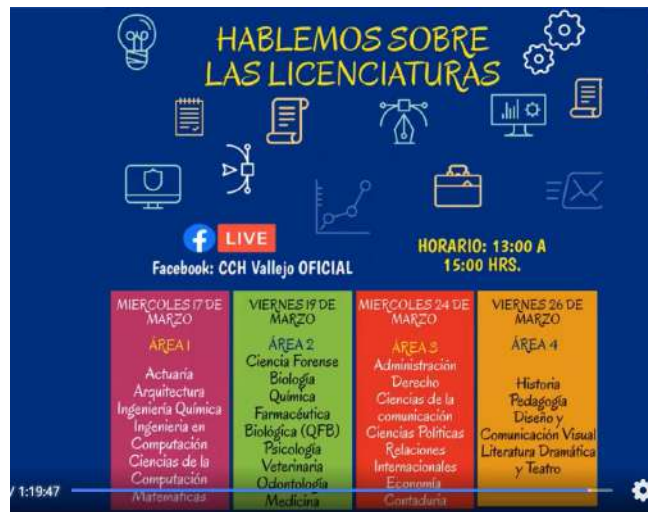 HABLEMOS SOBRE
LAS LICENCIATURAS
f LIVE
Facebook: CCH Vallejo OFICIAL
HORARIO: 13:00 A
15:00 HRS.
MIERCOLES 17 DE
MARZO
ÁREA 1
Actuaría
Arquitectura
Ingeniería Química
Ingeniería en
Computación
Ciencias de la
Computación
Matemáticas
VIERNES 19 DE
MARZO
ÁREA 2
Ciencia Forense
Biología
Química
Farmacéutica
Biológica (QFB)
Psicología
Veterinaria
Odontología
Medicina
MIERCOLES 24 DE
MARZO
ÁREA 3
Administración
Derecho
Ciencias de la
comunicación
Ciencias Políticas
Relaciones
Internacionales
Economía
Contaduría
VIERNES 26 DE
MARZO
ÁREA 4
Historia
Pedagogía
Diseño y
Comunicación Visual
Literatura Dramática
y Teatro
/ 1:19:47